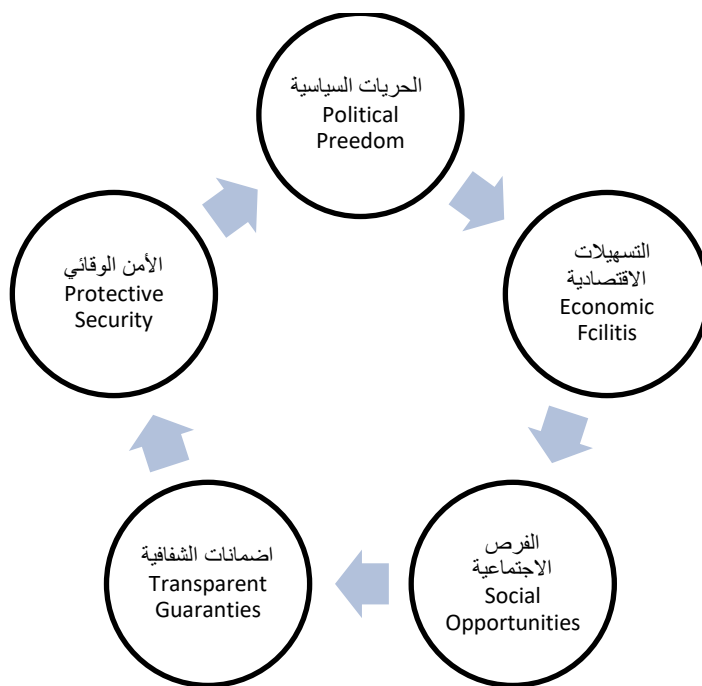 الحريات السياسية
Political
Preedom
التسهيلات
الاقتصادية
Economic
Fcilitis
الفرص
الاجتماعية
Social
Opportunities
اضمانات الشفافية
Transparent
Guaranties
الأمن الوقائي
Protective
Security